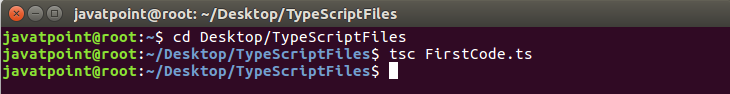 javatpoint@root: ~/Desktop/TypeScriptFiles
javatpoint@root:~$ cd Desktop/TypeScriptFiles
javatpoint@root:~/Desktop/TypeScriptFiles$ tsc FirstCode.ts
javatpoint@root:~/Desktop/TypeScriptFiles$